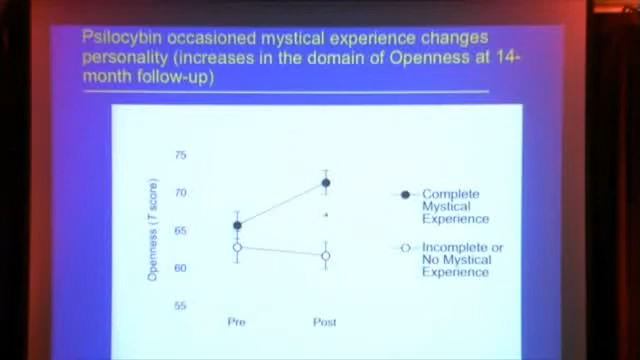 Psilocybin occasioned mystical experience changes
personality (increases in the domain of Openness at 14-
month follow-up)
75
70
65
60
55
Openness (T score)
Pre
Post
Complete
Mystical
Experience
Incomplete or
No Mystical
Experience